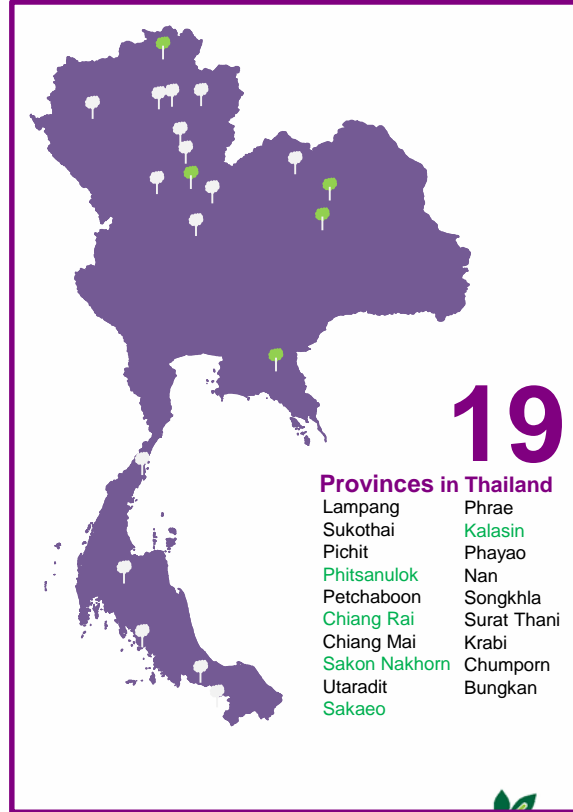 19
Provinces in Thailand
Lampang
Sukothai
Pichit
Phitsanulok
Petchaboon
Chiang Rai
Chiang Mai
Sakon Nakhorn
Utaradit
Sakaeo
Phrae
Kalasin
Phayao
Nan
Songkhla
Surat Thani
Krabi
Chumporn
Bungkan